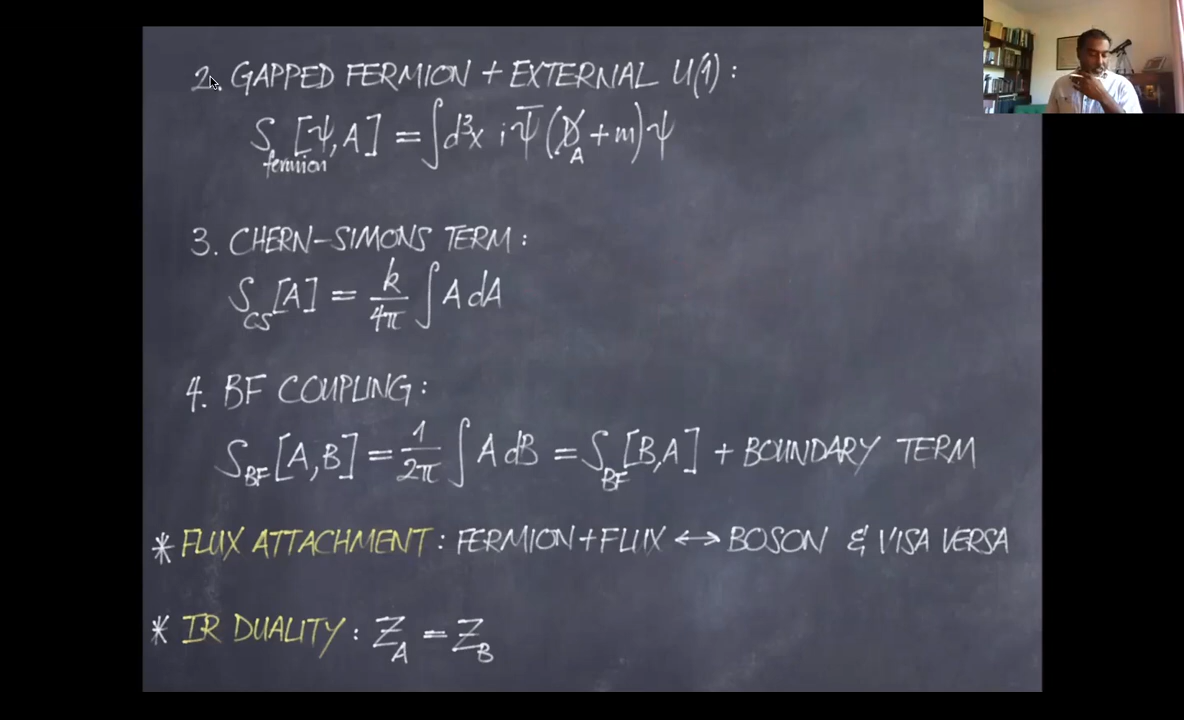 2. GAPPED FERMION + EXTERNAL U(1) :
S_fermion [ψ, A] = ∫ d³x i ψ̄ (D̸_A + m) ψ
3. CHERN-SIMONS TERM :
S_CS [A] = k/4π ∫ A dA
4. BF COUPLING :
S_BF [A, B] = 1/2π ∫ A dB = S_BF [B, A] + BOUNDARY TERM
* FLUX ATTACHMENT : FERMION + FLUX ↔ BOSON & VISA VERSA
* IR DUALITY : Z_A = Z_B